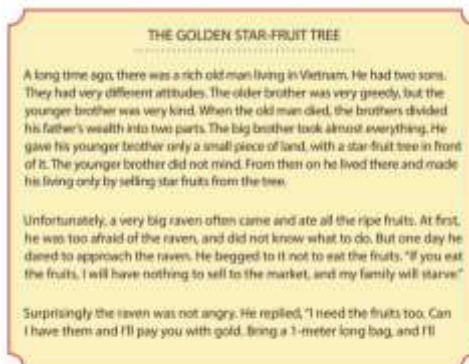 THE GOLDEN STAR-FRUIT TREE
A long time ago, there was a rich old man living in Vietnam. He had two sons.
They had very different attitudes. The older brother was very greedy, but the
younger brother was very kind. When the old man died, the brothers divided
his father's wealth into two parts. The big brother took almost everything. He
gave his younger brother only a small piece of land, with a star-fruit tree in front
of it. The younger brother did not mind. From then on he lived there and made
his living only by selling star fruits from the tree.
Unfortunately, a very big raven often came and ate all the ripe fruits. At first,
he was too afraid of the raven, and did not know what to do. But one day he
dared to approach the raven. He begged to it not to eat the fruits. "If you eat
the fruits, I will have nothing to sell to the market, and my family will starve"
Surprisingly the raven was not angry. He replied, "I need the fruits too. Can
I have them and I'll pay you with gold. Bring a 1-meter long bag, and I'll